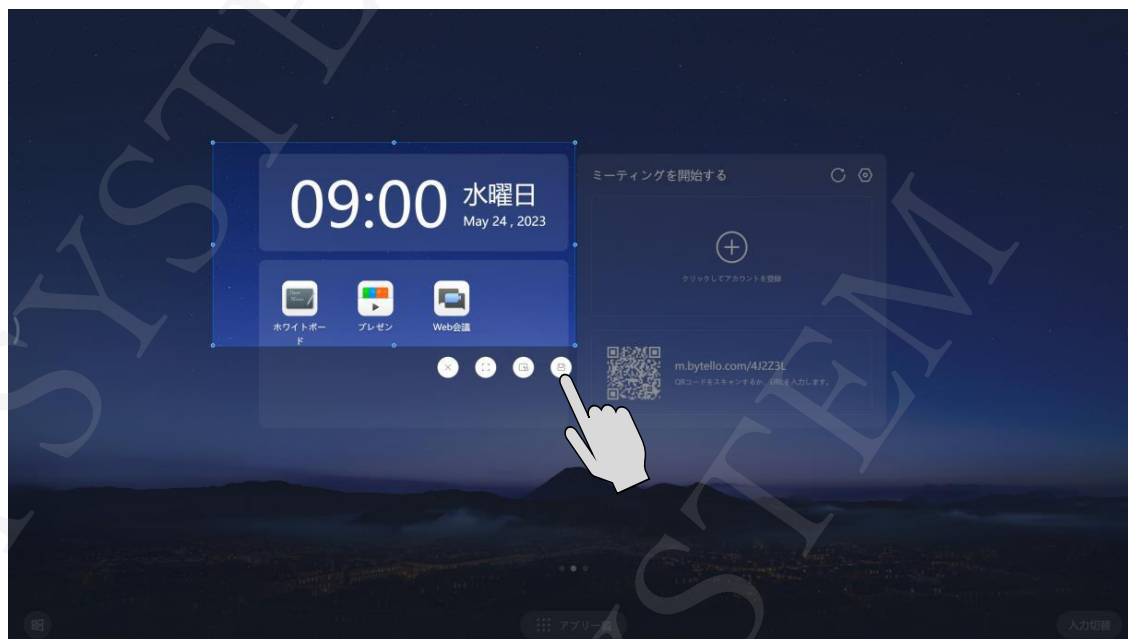 SYSTEM
09:00
水曜日
May 24 , 2023
ホワイトボー
ド
プレゼン
Web会議
ミーティングを開始する
クリックしてアカウントを登録
m.bytello.com/4J2Z3L
QRコードをスキャンするか、URLを入力します。
アプリ一覧
入力切替
SYSTEM